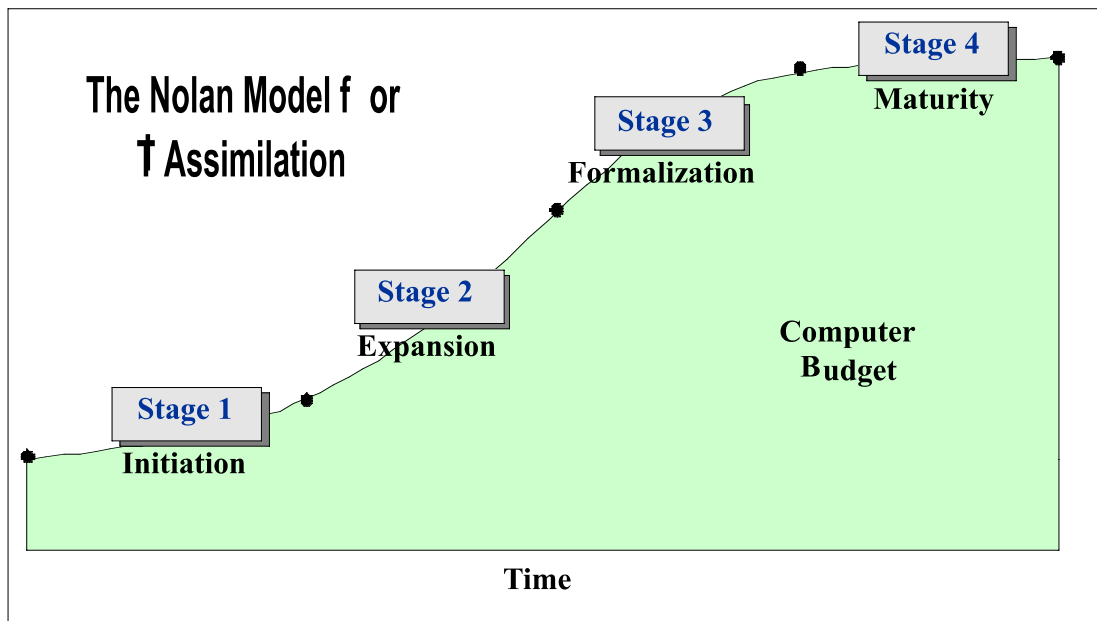 The Nolan Model f or
† Assimilation
Stage 4
Maturity
Stage 3
Formalization
Stage 2
Expansion
Computer
Budget
Stage 1
Initiation
Time